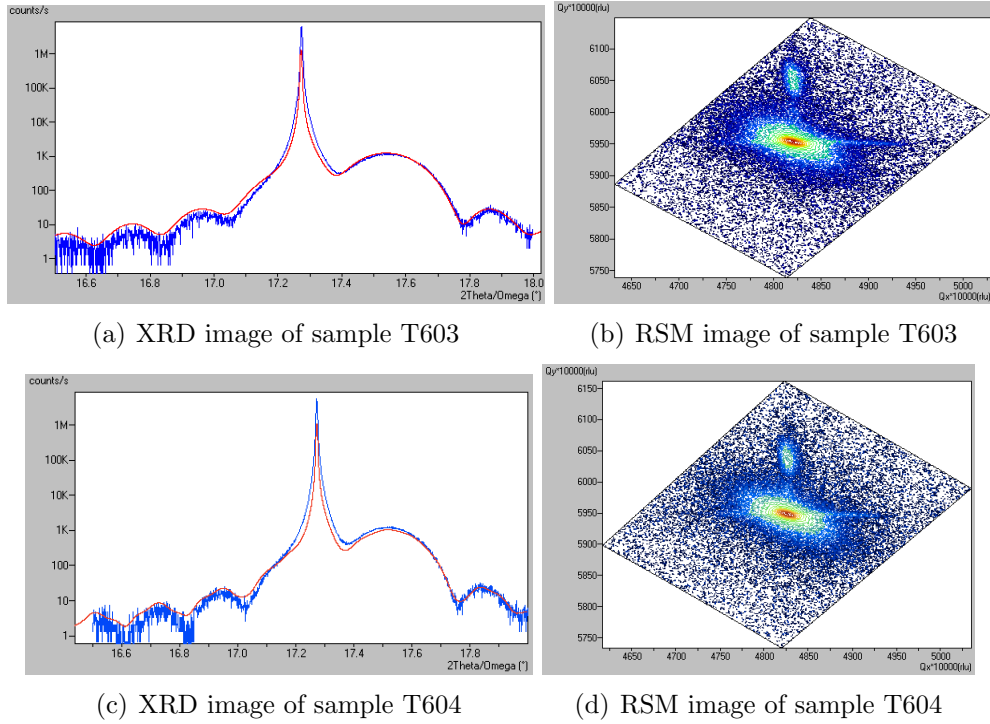 counts/s
1M
100K
1K
100
10
1
16.6 16.8 17.0 17.2 17.4 17.6 17.8 18.0
2Theta/Omega (°)
Qy*10000(rlu)
6100
6050
6000
5950
5900
5850
5800
5750
4650 4700 4750 4800 4850 4900 4950 5000
Qx*10000(rlu)
(a) XRD image of sample T603
(b) RSM image of sample T603
counts/s
1M
100K
10K
1K
100
10
1
16.6 16.8 17.0 17.2 17.4 17.6 17.8
2Theta/Omega (°)
Qy*10000(rlu)
6150
6100
6050
6000
5950
5900
5850
5800
5750
4650 4700 4750 4800 4850 4900 4950 5000
Qx*10000(rlu)
(c) XRD image of sample T604
(d) RSM image of sample T604